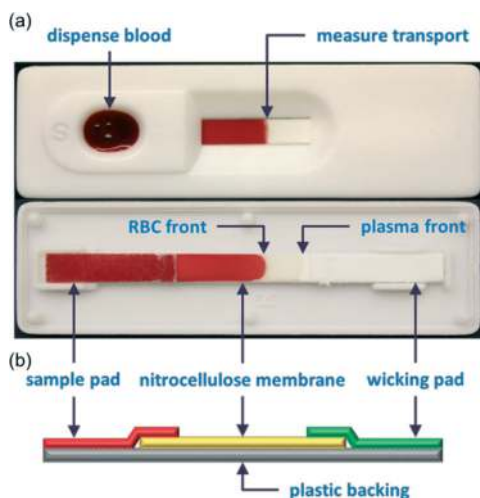 (a)
dispense blood
measure transport
S
RBC front
plasma front
(b)
sample pad
nitrocellulose membrane
wicking pad
plastic backing